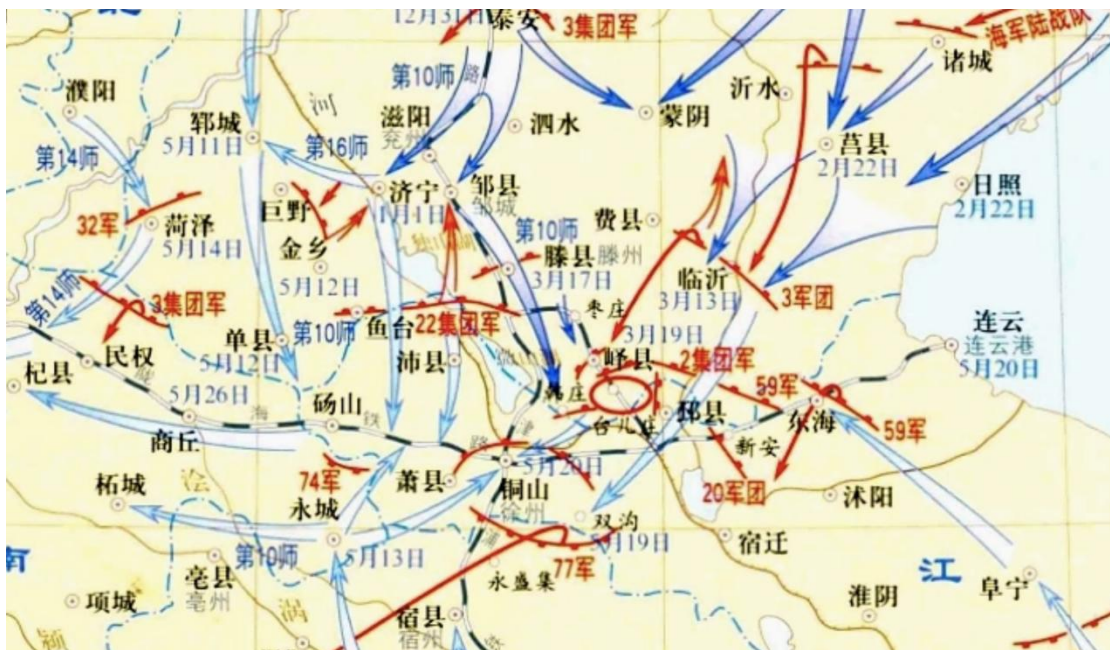 12月31日
泰安
3集团军
海军陆战队
诸城
第10师
路
濮阳
河
滋阳
兖州
泗水
沂水
蒙阴
郓城
5月11日
第16师
莒县
2月22日
第14师
济宁
1月1日
邹县
邹城
日照
2月22日
32军
菏泽
5月14日
巨野
金乡
5月12日
费县
第10师
滕县
滕州
3月17日
临沂
3月13日
3军团
第14师
3集团军
第10师
鱼台
22集团军
枣庄
3月19日
连云
连云港
5月20日
单县
5月12日
沛县
峄县
2集团军
民权
杞县
5月26日
韩庄
59军
砀山
台儿庄
邳县
东海
59军
海
铁
路
商丘
新安
5月20日
74军
萧县
铜山
徐州
20军团
沭阳
柘城
永城
双沟
5月19日
宿迁
第10师
5月13日
永盛集
77军
南
江
阜宁
亳县
亳州
项城
涡
淮阴
宿县
宿州
颍